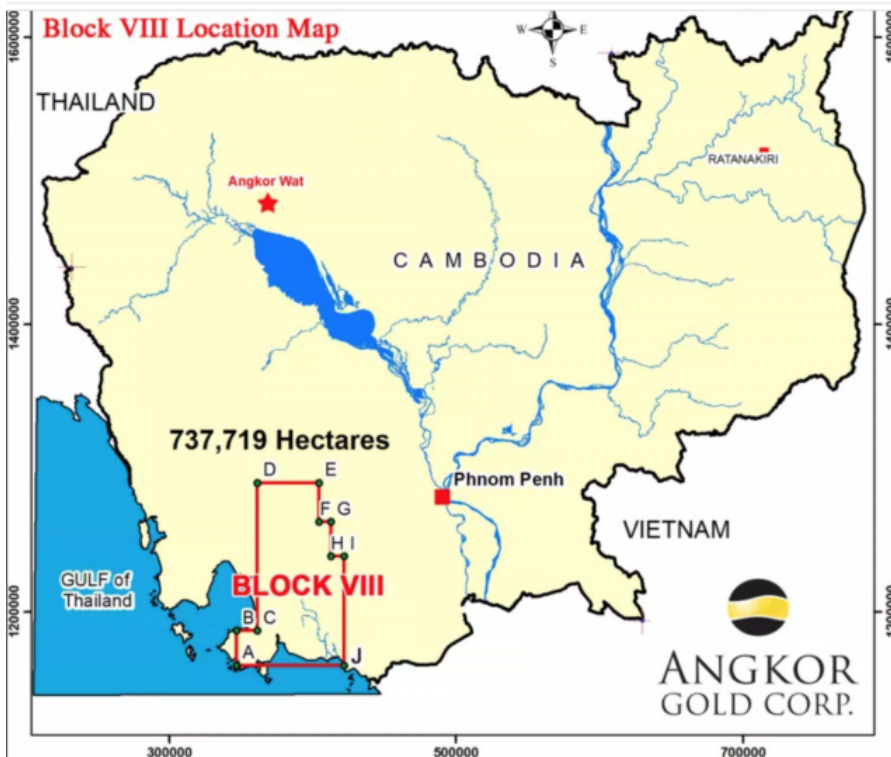 Block VIII Location Map
W E
S
1600000
THAILAND
RATANAKIRI
Angkor Wat
CAMBODIA
1400000
1400000
737,719 Hectares
D E
Phnom Penh
F G
VIETNAM
H I
GULF of
Thailand
BLOCK VIII
B C
1200000
1200000
A J
ANGKOR
GOLD CORP.
300000 500000 700000